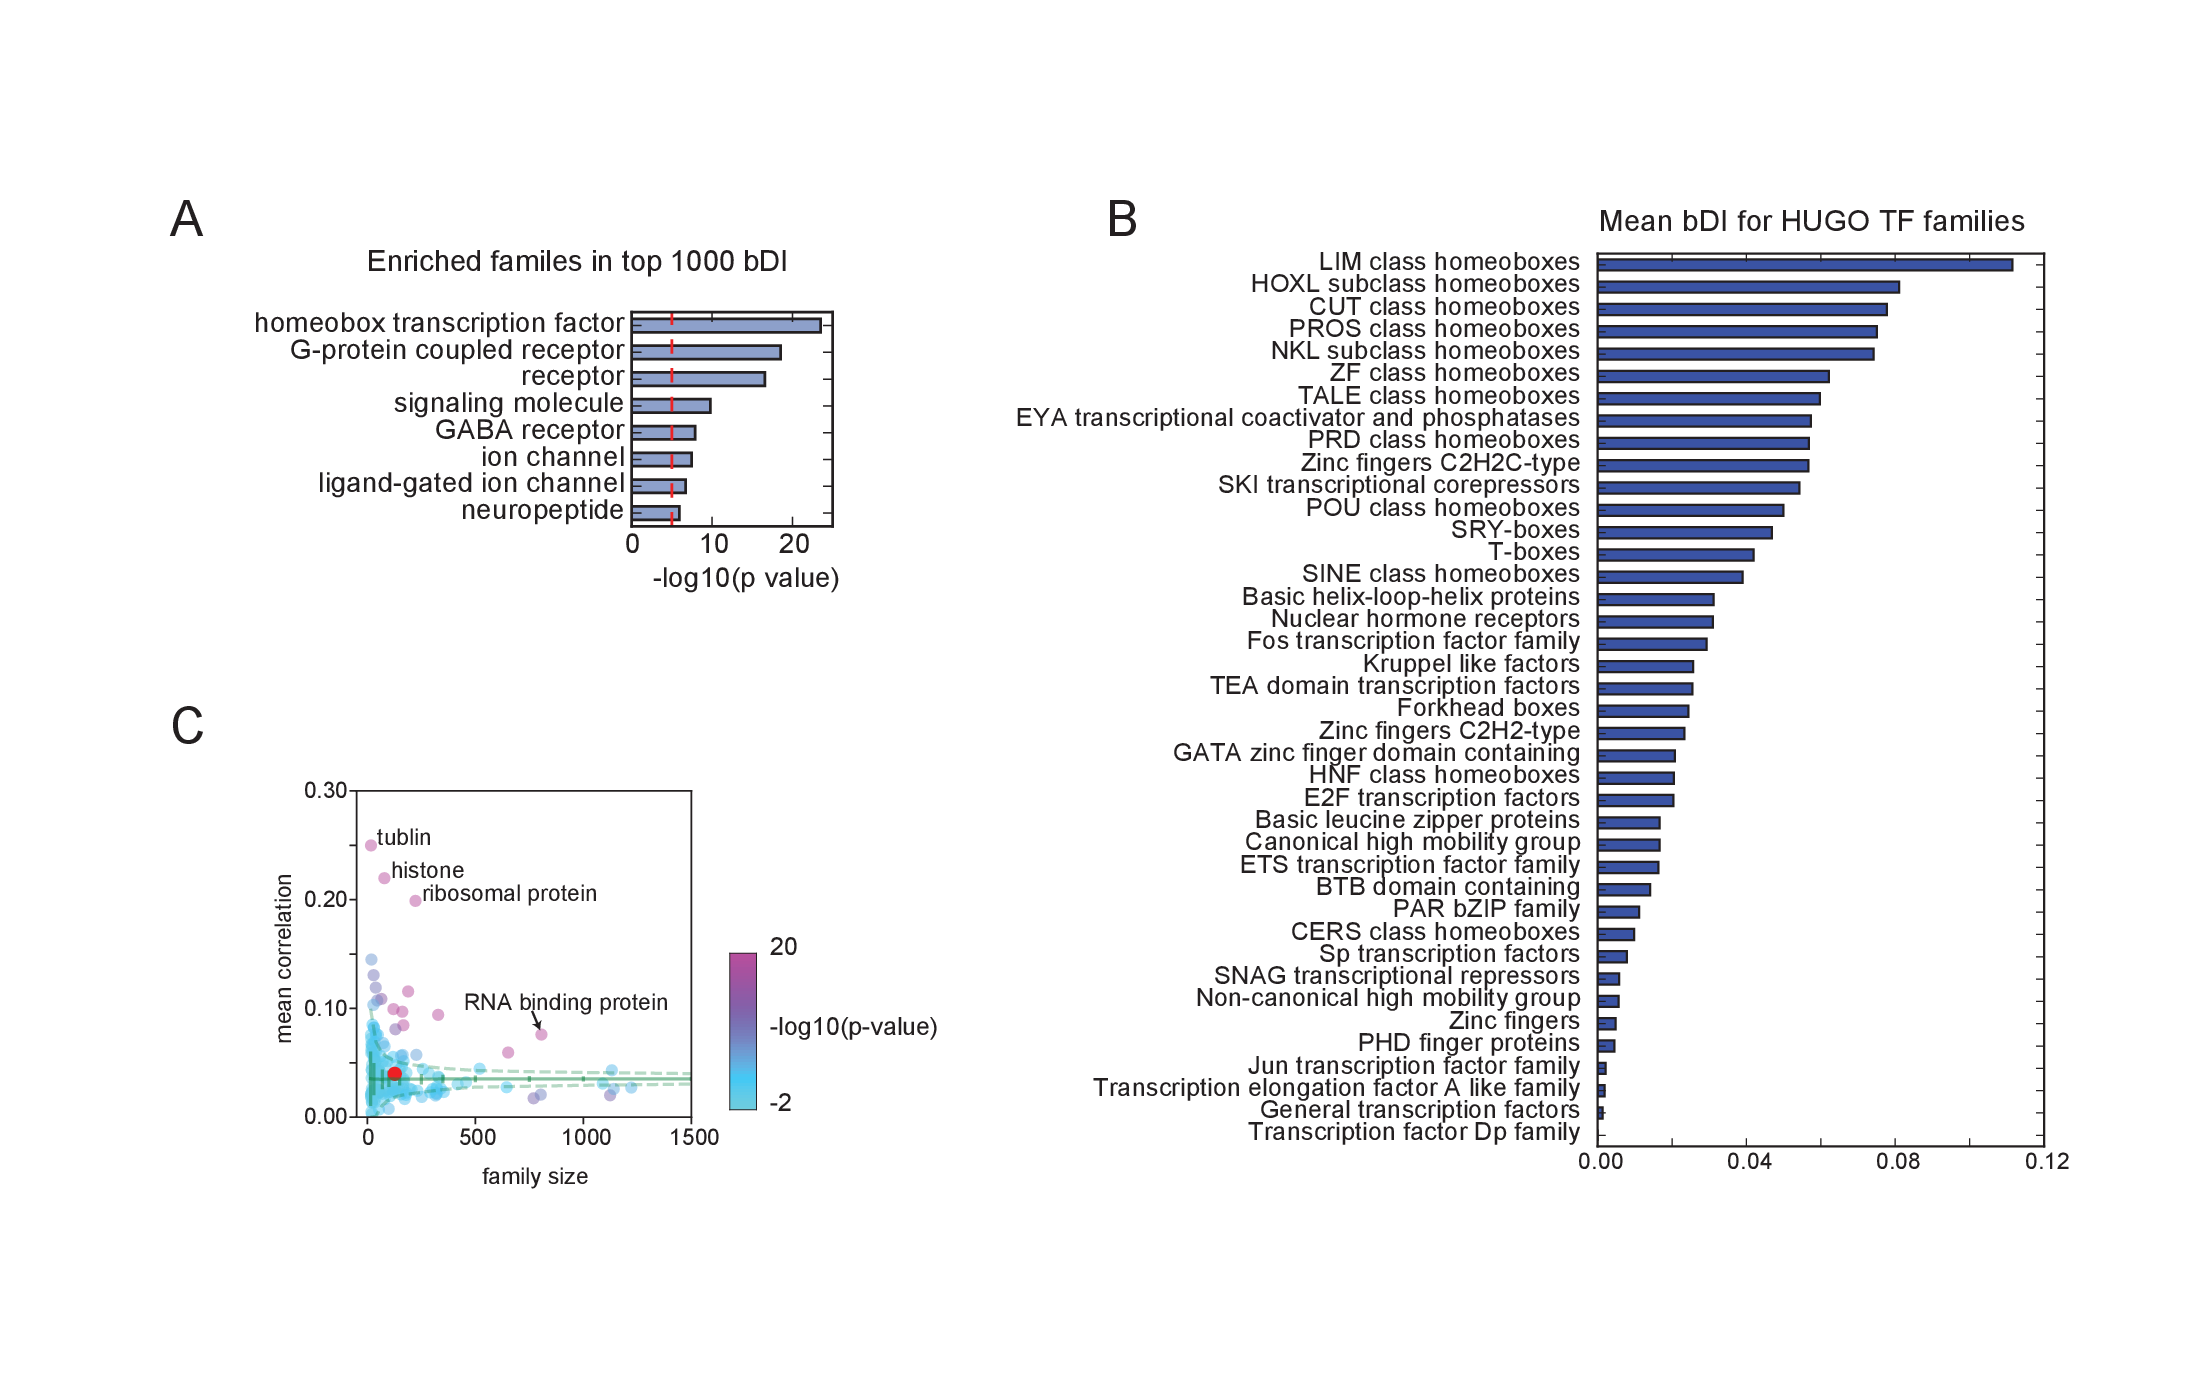 A
Enriched familes in top 1000 bDI
homeobox transcription factor
G-protein coupled receptor
receptor
signaling molecule
GABA receptor
ion channel
ligand-gated ion channel
neuropeptide
0 10 20
-log10(p value)
B
Mean bDI for HUGO TF families
LIM class homeoboxes
HOXL subclass homeoboxes
CUT class homeoboxes
PROS class homeoboxes
NKL subclass homeoboxes
ZF class homeoboxes
TALE class homeoboxes
EYA transcriptional coactivator and phosphatases
PRD class homeoboxes
Zinc fingers C2H2C-type
SKI transcriptional corepressors
POU class homeoboxes
SRY-boxes
T-boxes
SINE class homeoboxes
Basic helix-loop-helix proteins
Nuclear hormone receptors
Fos transcription factor family
Kruppel like factors
TEA domain transcription factors
Forkhead boxes
Zinc fingers C2H2-type
GATA zinc finger domain containing
HNF class homeoboxes
E2F transcription factors
Basic leucine zipper proteins
Canonical high mobility group
ETS transcription factor family
BTB domain containing
PAR bZIP family
CERS class homeoboxes
Sp transcription factors
SNAG transcriptional repressors
Non-canonical high mobility group
Zinc fingers
PHD finger proteins
Jun transcription factor family
Transcription elongation factor A like family
General transcription factors
Transcription factor Dp family
0.00 0.04 0.08 0.12
C
0.30
0.20
0.10
0.00
mean correlation
tublin
histone
ribosomal protein
RNA binding protein
0 500 1000 1500
family size
20
-log10(p-value)
-2